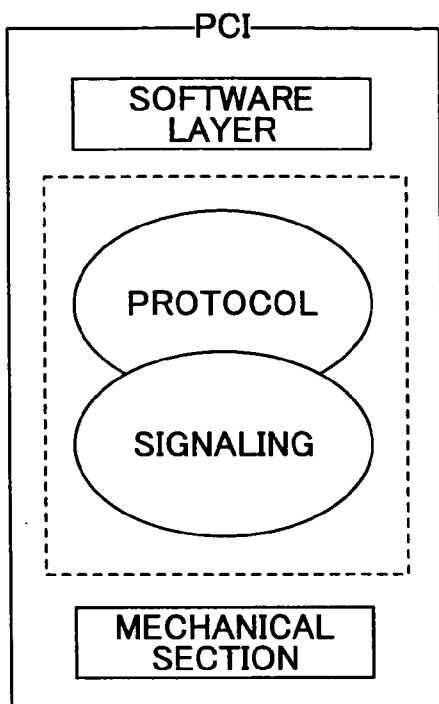 PCI
SOFTWARE
LAYER
PROTOCOL
SIGNALING
MECHANICAL
SECTION